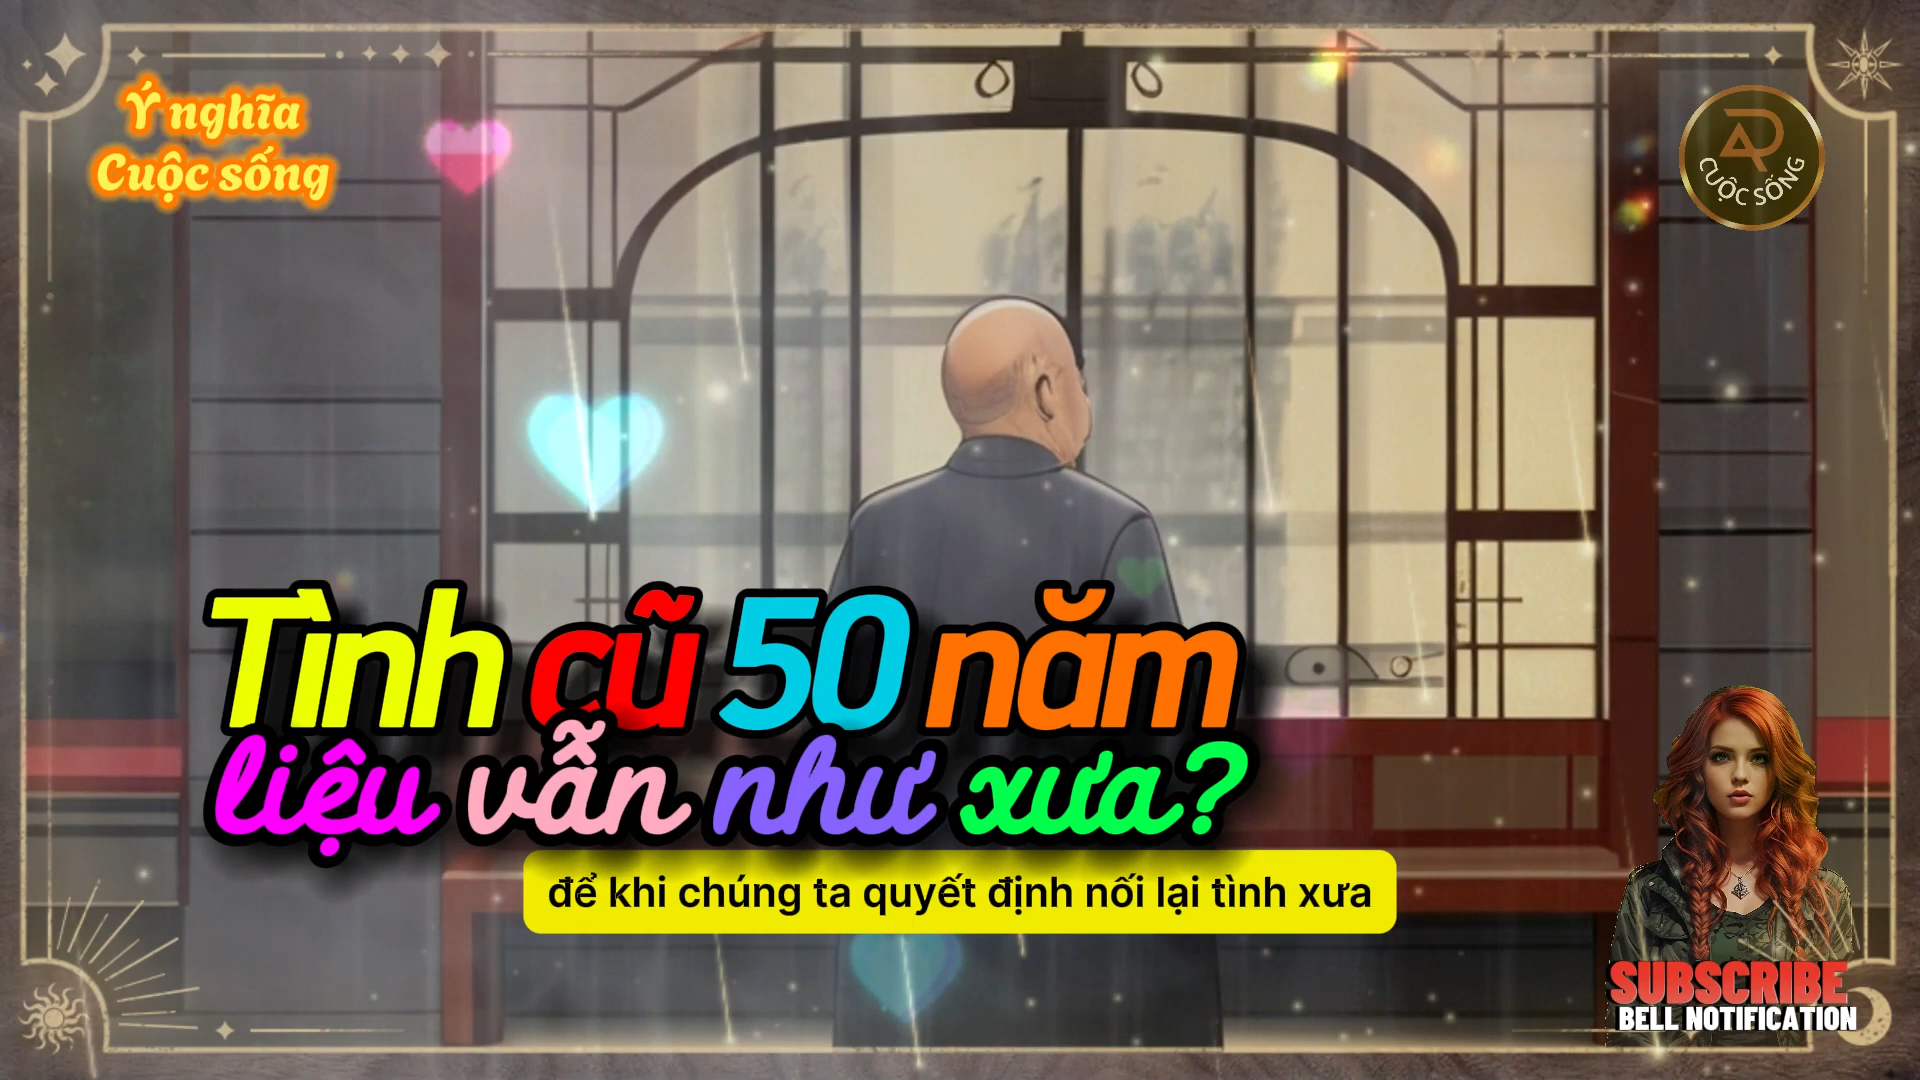 Ý nghĩa
Cuộc sống
CUỘC SỐNG
Tình cũ 50 năm
liệu vẫn như xưa?
để khi chúng ta quyết định nối lại tình xưa
SUBSCRIBE
BELL NOTIFICATION